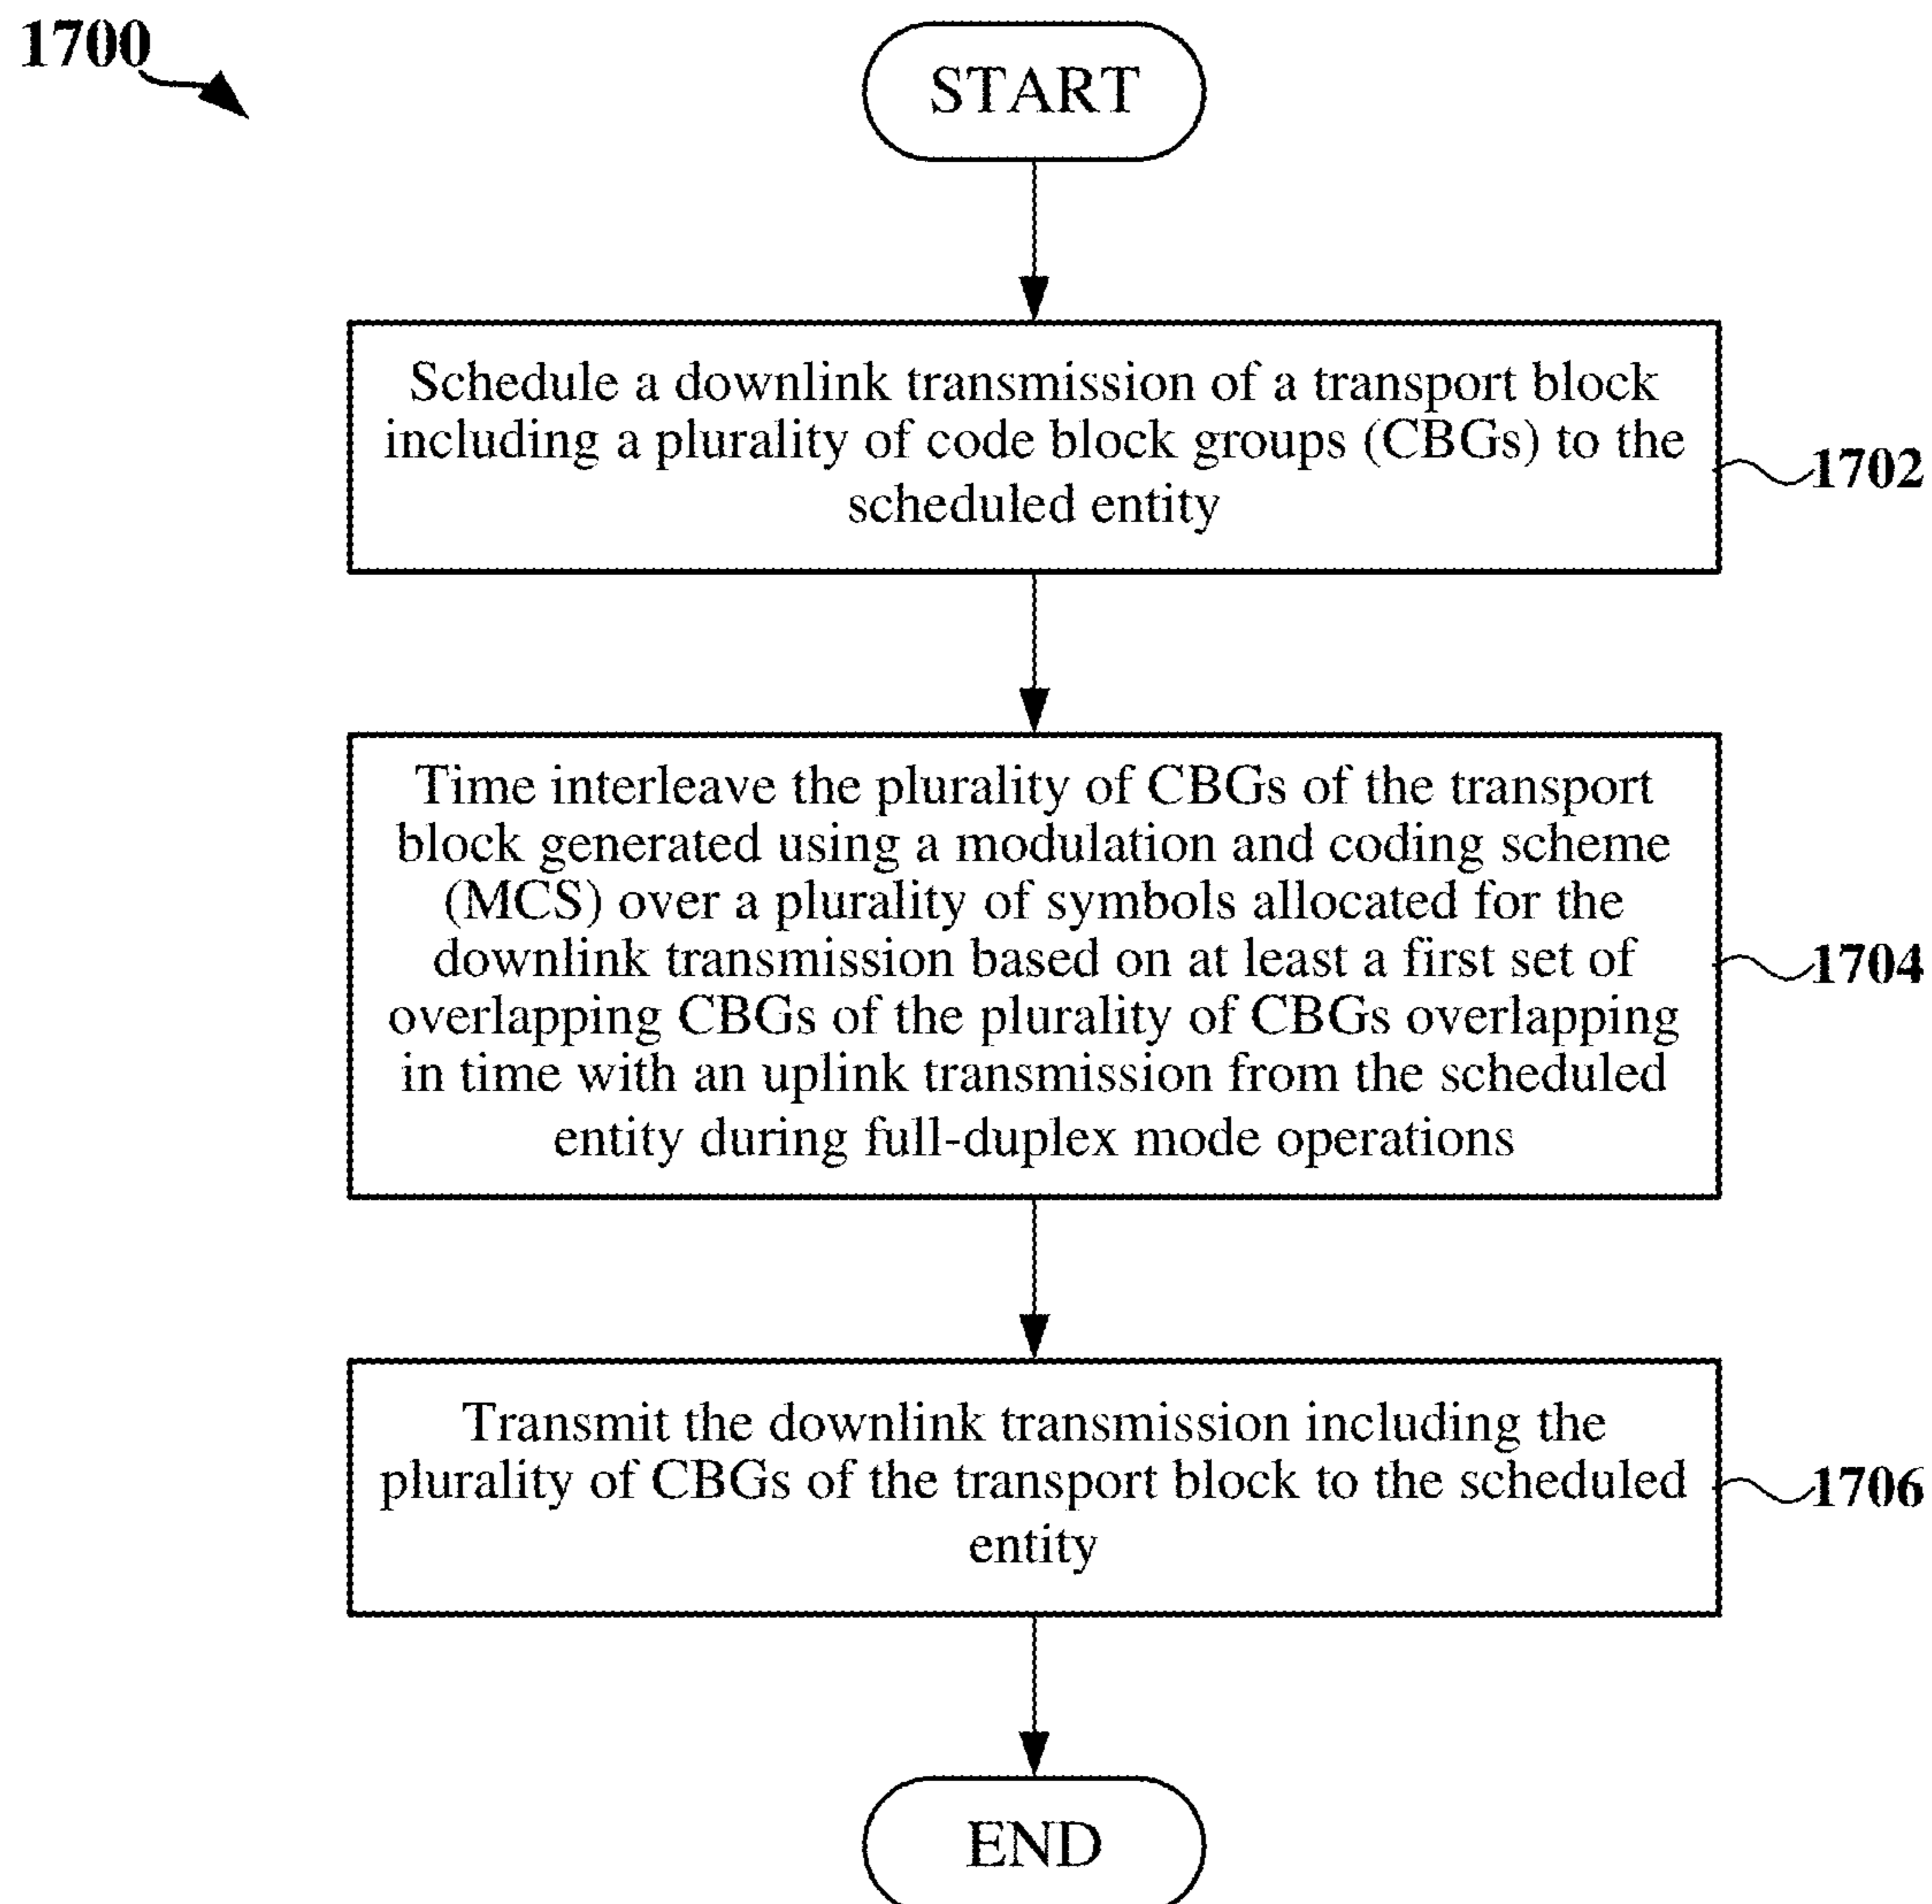 1700
START
Schedule a downlink transmission of a transport block
including a plurality of code block groups (CBGs) to the
scheduled entity
1702
Time interleave the plurality of CBGs of the transport
block generated using a modulation and coding scheme
(MCS) over a plurality of symbols allocated for the
downlink transmission based on at least a first set of
overlapping CBGs of the plurality of CBGs overlapping
in time with an uplink transmission from the scheduled
entity during full-duplex mode operations
1704
Transmit the downlink transmission including the
plurality of CBGs of the transport block to the scheduled
entity
1706
END